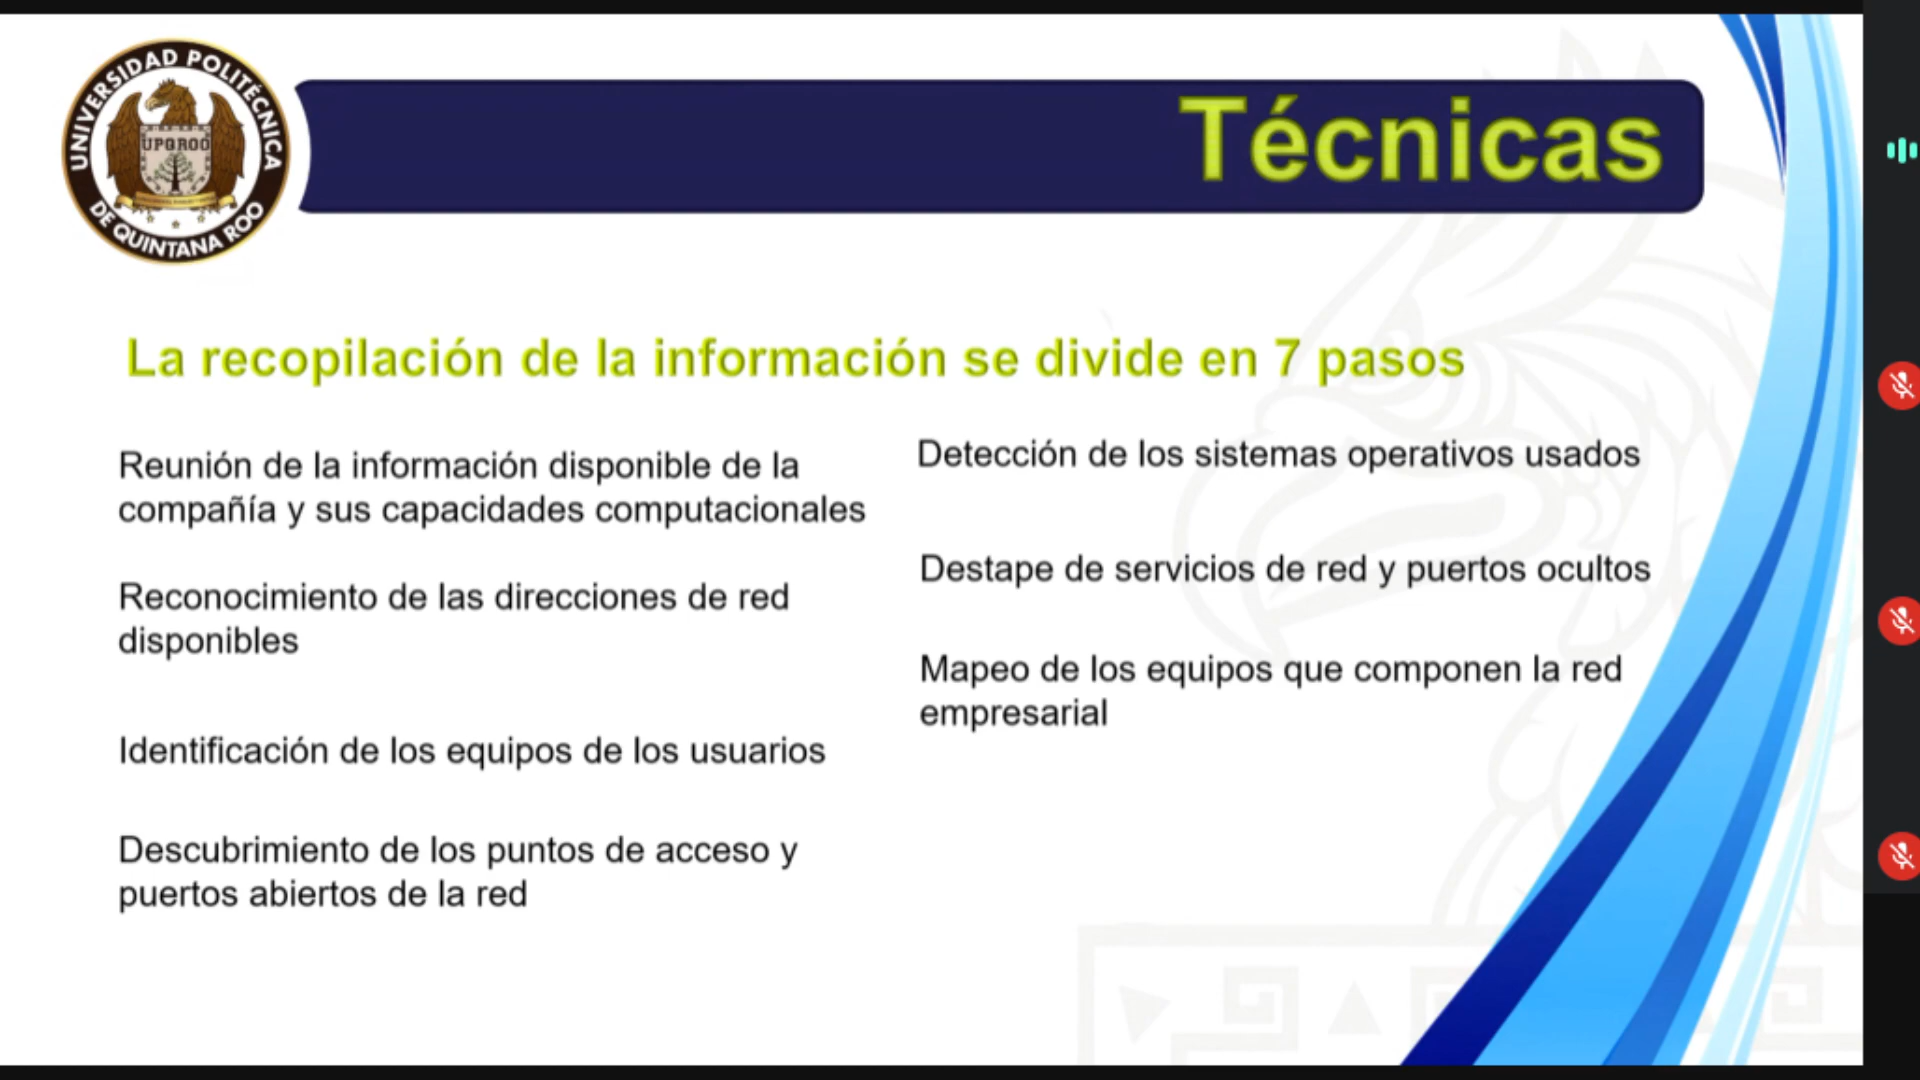 UNIVERSIDAD POLITÉCNICA
DE QUINTANA ROO
UPQROO
Técnicas
La recopilación de la información se divide en 7 pasos
Reunión de la información disponible de la
compañía y sus capacidades computacionales
Reconocimiento de las direcciones de red
disponibles
Identificación de los equipos de los usuarios
Descubrimiento de los puntos de acceso y
puertos abiertos de la red
Detección de los sistemas operativos usados
Destape de servicios de red y puertos ocultos
Mapeo de los equipos que componen la red
empresarial